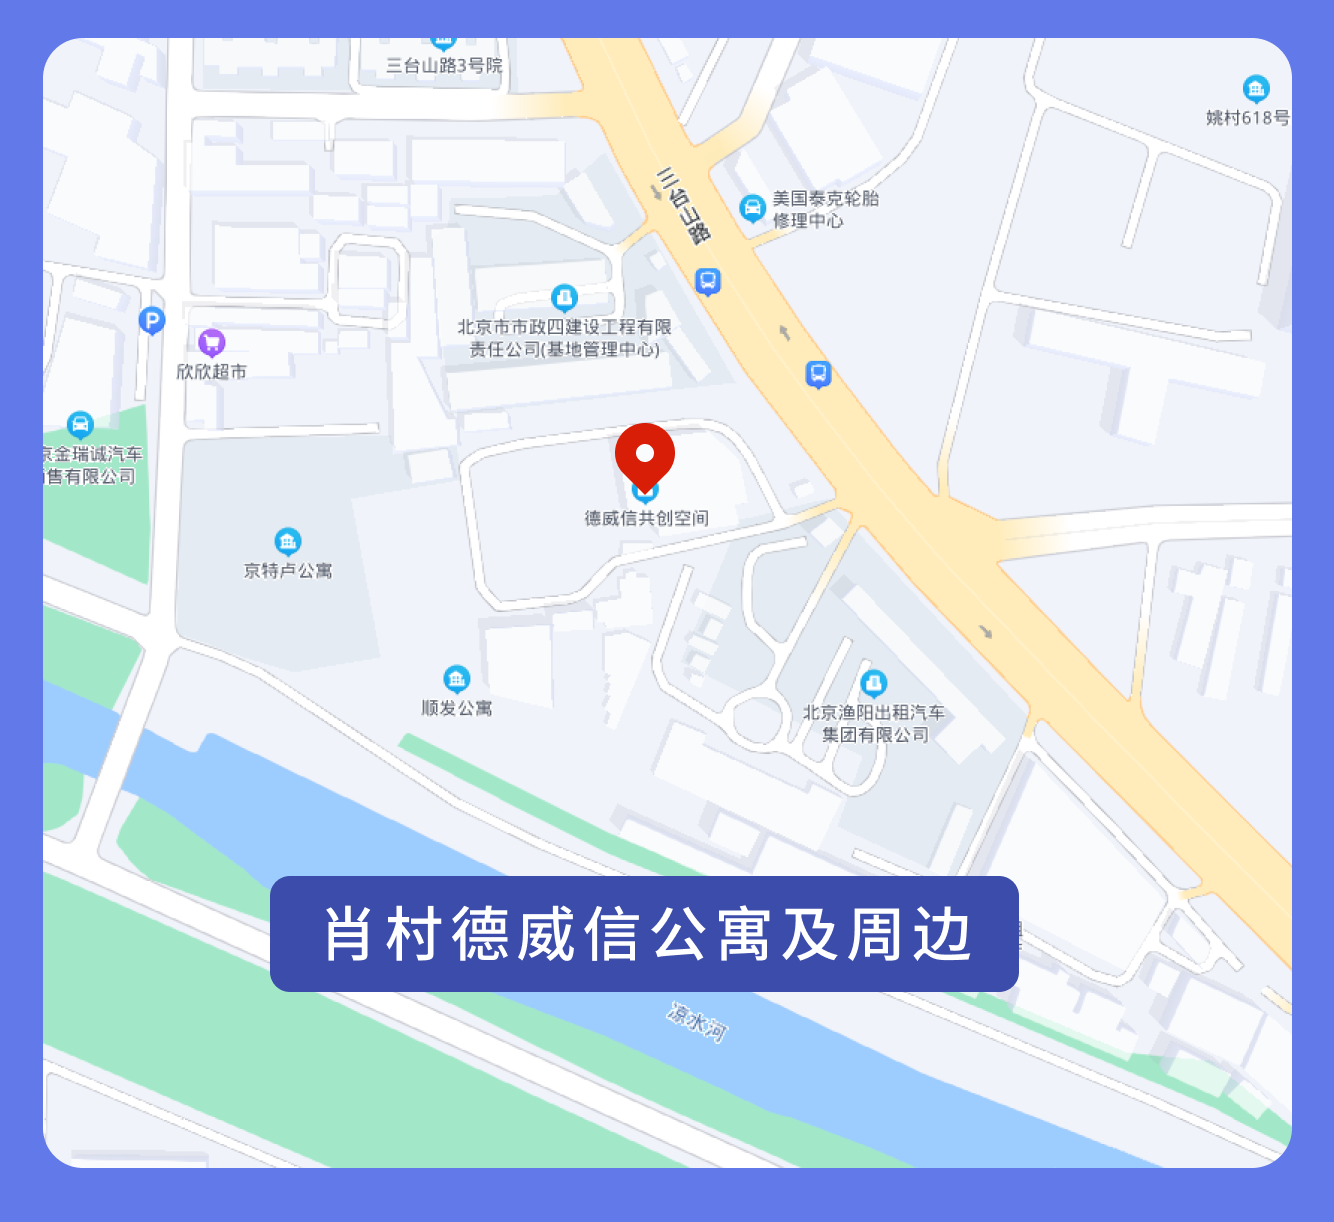 三台山路3号院
姚村618号
三台山路
美国泰克轮胎
修理中心
P
北京市市政四建设工程有限
责任公司(基地管理中心)
欣欣超市
京金瑞诚汽车
售有限公司
德威信共创空间
京特卢公寓
顺发公寓
北京渔阳出租汽车
集团有限公司
肖村德威信公寓及周边
凉水河